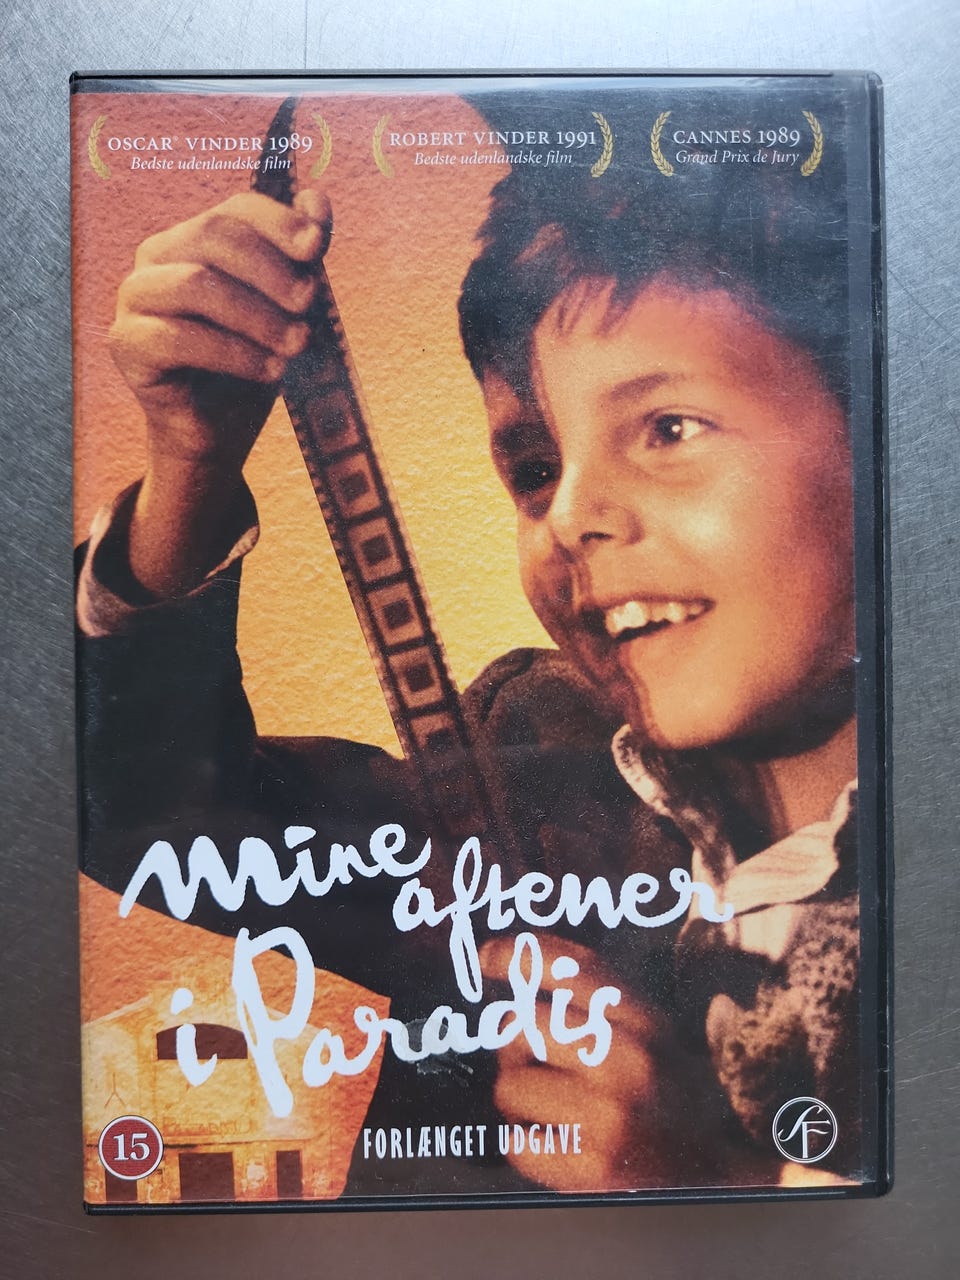 OSCAR® VINDER 1989
Bedste udenlandske film
ROBERT VINDER 1991
Bedste udenlandske film
CANNES 1989
Grand Prix de Jury
mine
aftener
i Paradis
FORLÆNGET UDGAVE
15
SF